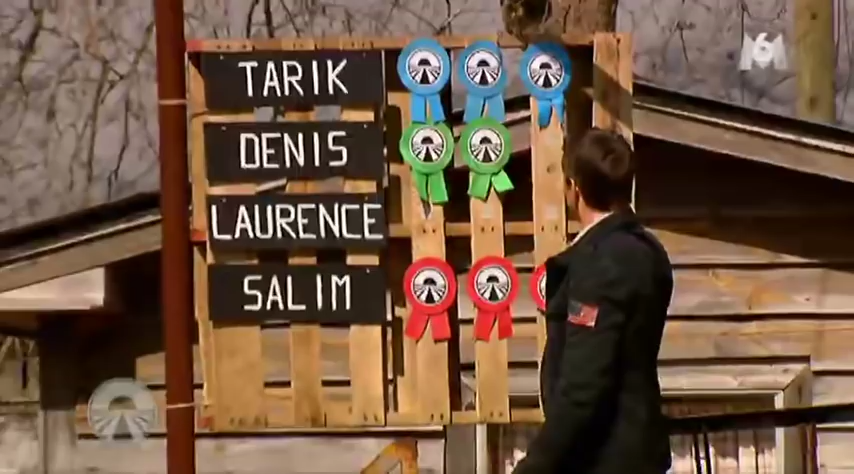 TARIK
DENIS
LAURENCE
SALIM
M6